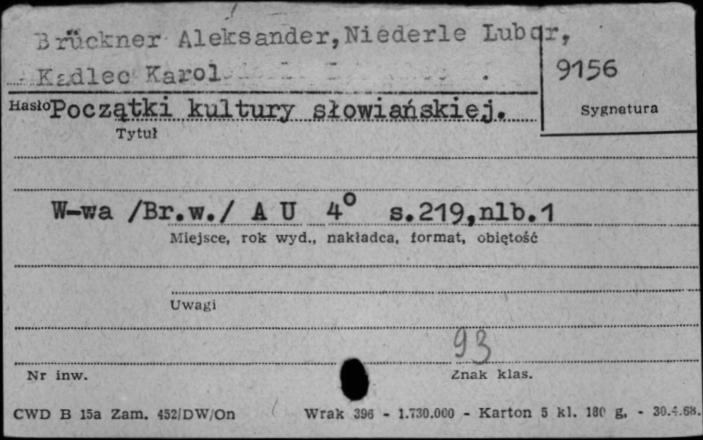 Brückner Aleksander,Niederle Lubor,
Kadlec Karol
9156
Hasło Początki kultury słowiańskiej.
Sygnatura
Tytuł
W-wa /Br.w./ A U 4° s.219,nlb.1
Miejsce, rok wyd., nakładca, format, obiętość
Uwagi
93
Nr inw.
Znak klas.
CWD B 15a Zam. 452/DW/On Wrak 396 - 1.730.000 - Karton 5 kl. 180 g. - 30.4.68.